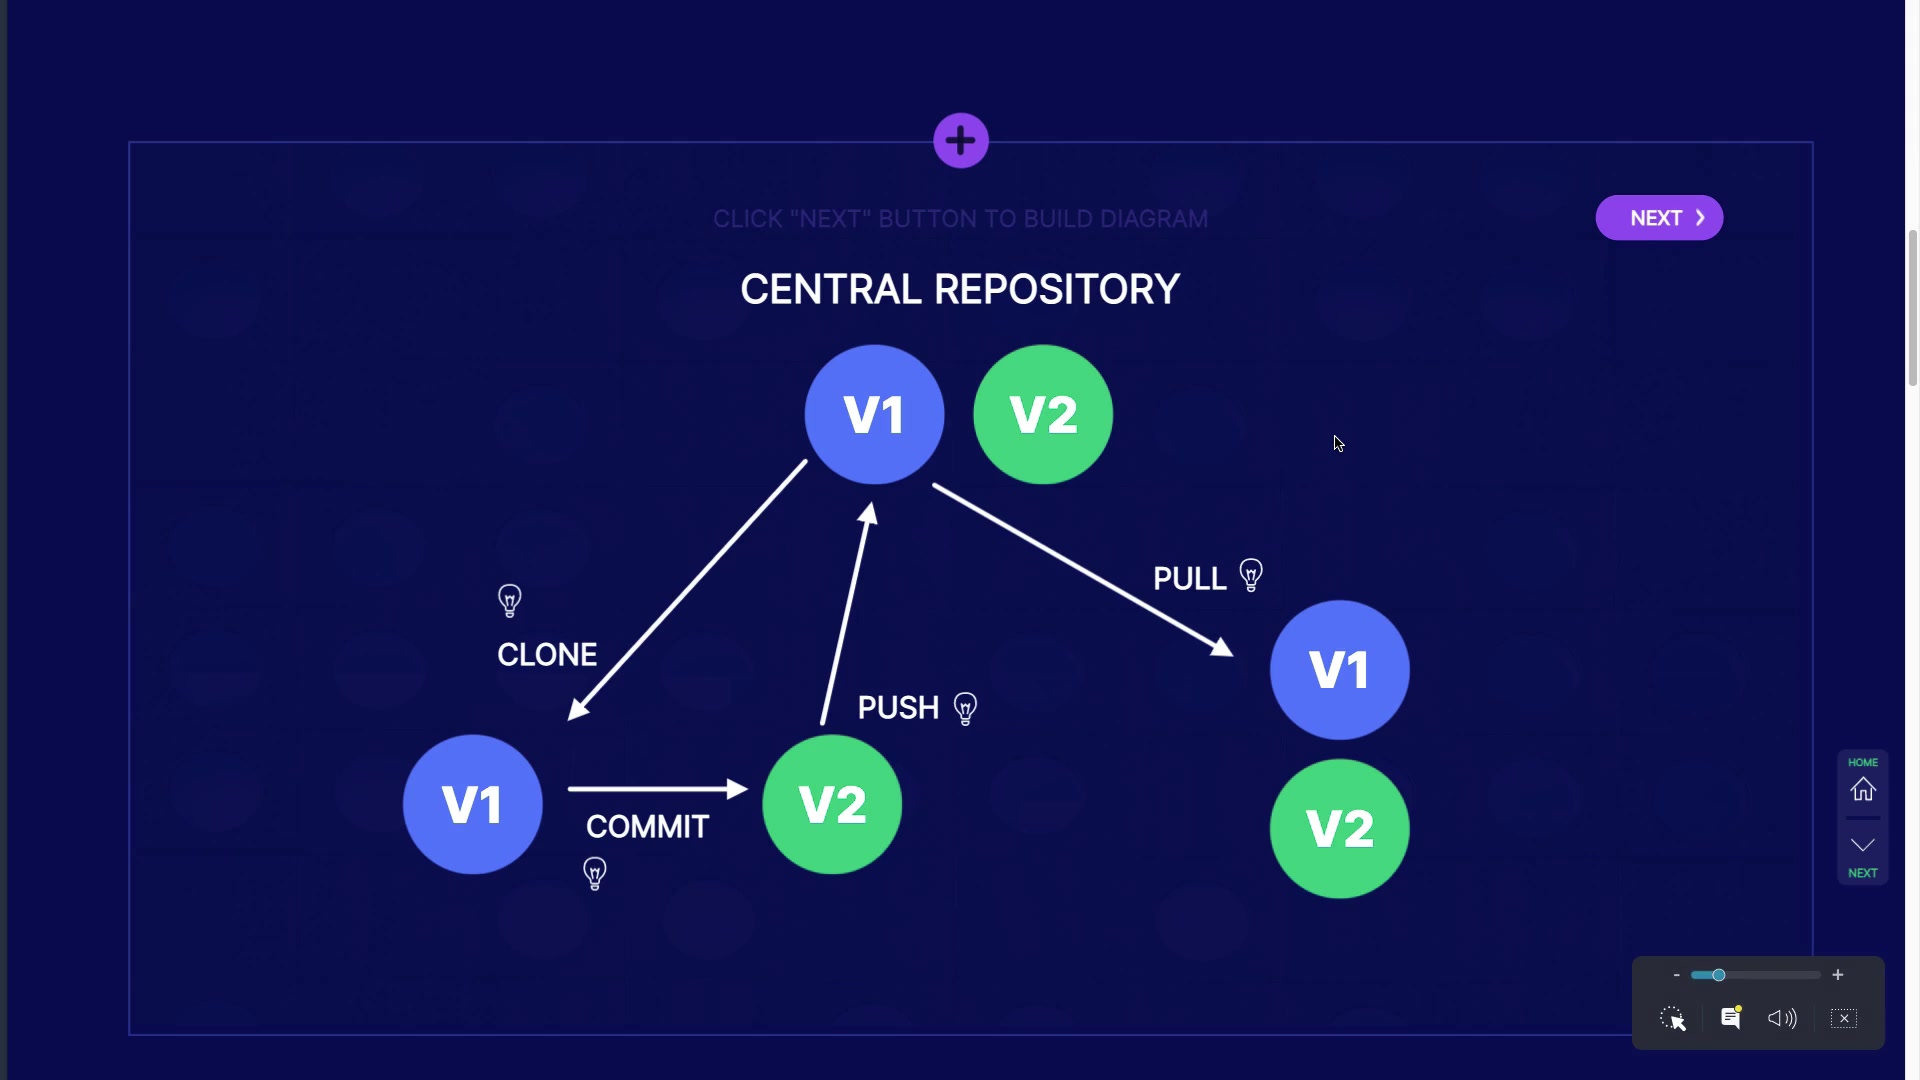 CLICK "NEXT" BUTTON TO BUILD DIAGRAM
NEXT
CENTRAL REPOSITORY
V1
V2
PULL
CLONE
V1
PUSH
V1
COMMIT
V2
V2
HOME
NEXT